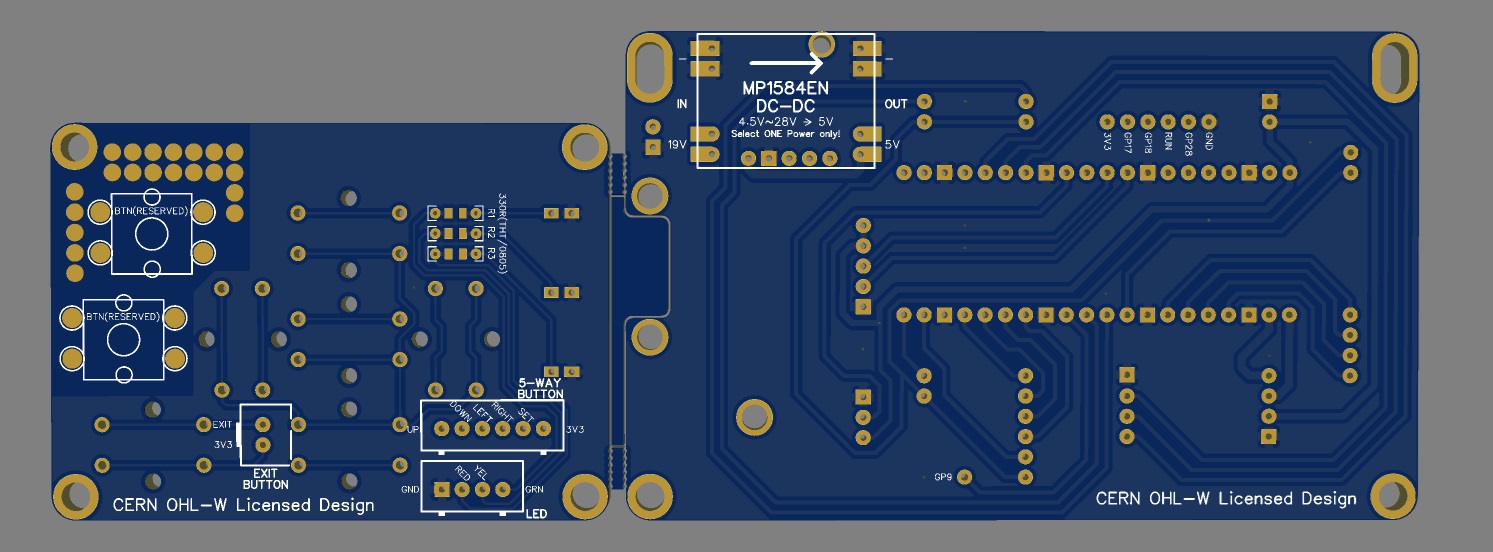 BTN(RESERVED)
BTN(RESERVED)
330R(THT/0805)
R1
R2
R3
5-WAY
BUTTON
UP
DOWN
LEFT
RIGHT
SET
3V3
EXIT
3V3
EXIT
BUTTON
GND
RED
YEL
GRN
LED
CERN OHL-W Licensed Design
−
−
IN
OUT
19V
5V
MP1584EN
DC-DC
4.5V~28V → 5V
Select ONE Power only!
3V3
GP17
GP18
RUN
GP28
GND
GP9
CERN OHL-W Licensed Design